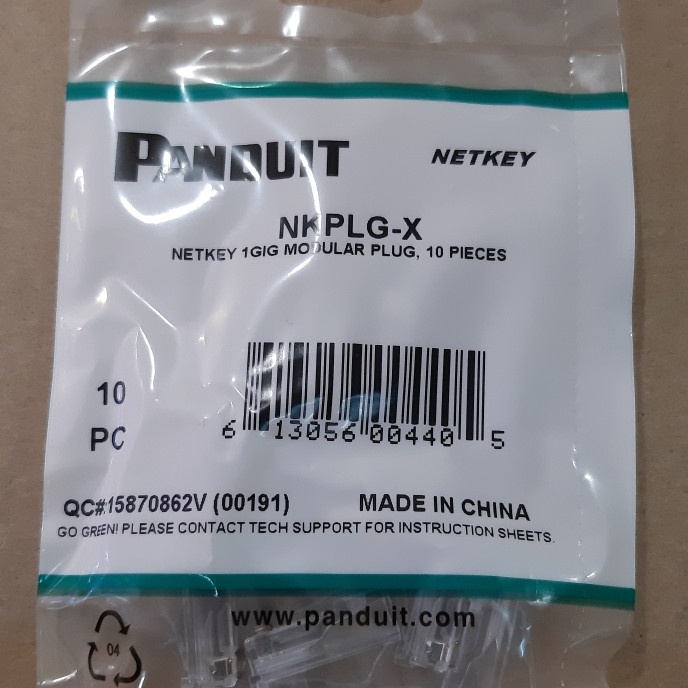 PANDUIT NETKEY
NKPLG-X
NETKEY 1GIG MODULAR PLUG, 10 PIECES
10
PC
6 13056 00440 5
QC#15870862V (00191) MADE IN CHINA
GO GREEN! PLEASE CONTACT TECH SUPPORT FOR INSTRUCTION SHEETS.
www.panduit.com
04